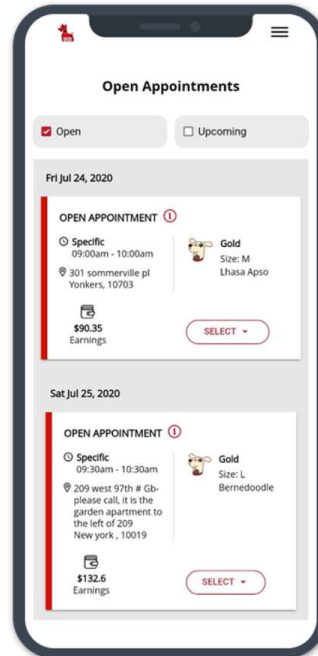 Open Appointments
Open
Upcoming
Fri Jul 24, 2020
OPEN APPOINTMENT
Specific
09:00am - 10:00am
301 sommerville pl
Yonkers, 10703
$90.35
Earnings
Gold
Size: M
Lhasa Apso
SELECT
Sat Jul 25, 2020
OPEN APPOINTMENT
Specific
09:30am - 10:30am
209 west 97th # Gb-
please call, it is the
garden apartment to
the left of 209
New york , 10019
$132.6
Earnings
Gold
Size: L
Bernedoodle
SELECT